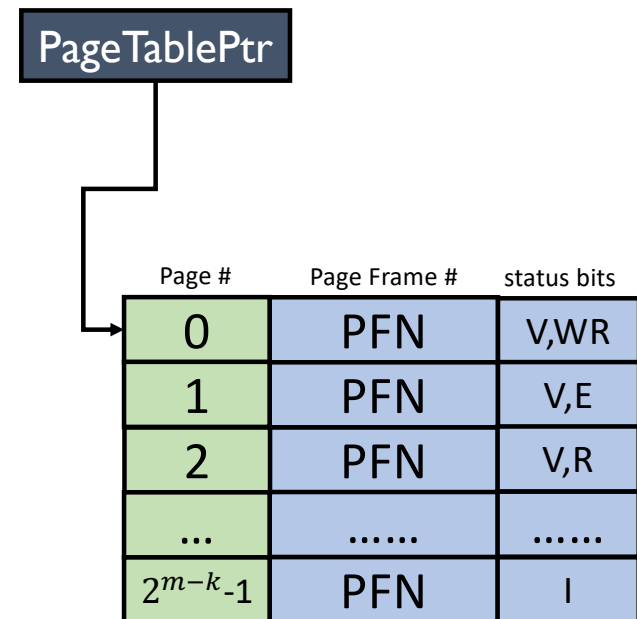 PageTablePtr
Page # Page Frame # status bits
0 PFN V,WR
1 PFN V,E
2 PFN V,R
... ...... ......
2^{m−k}-1 PFN I